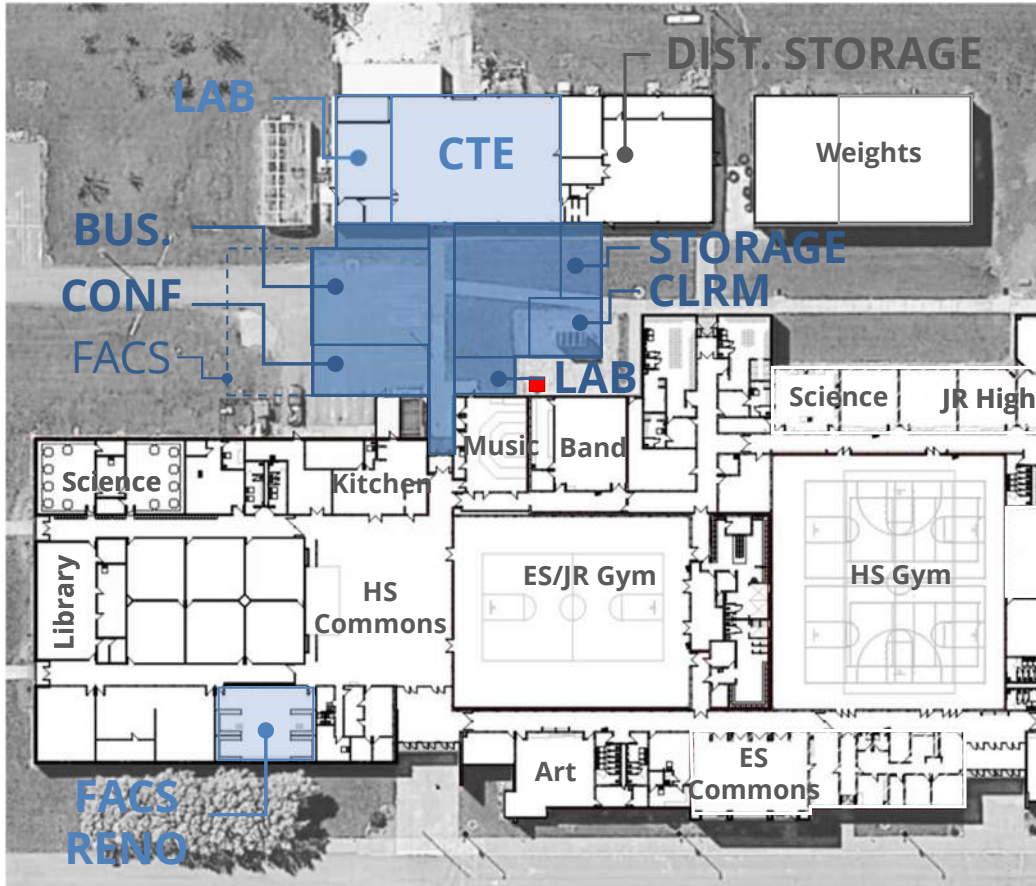 DIST. STORAGE
LAB
CTE
Weights
BUS.
STORAGE
CONF
CLRM
FACS
LAB
Science
JR High
Music
Band
Science
Kitchen
Library
HS
Commons
ES/JR Gym
HS Gym
Art
ES
Commons
FACS
RENO